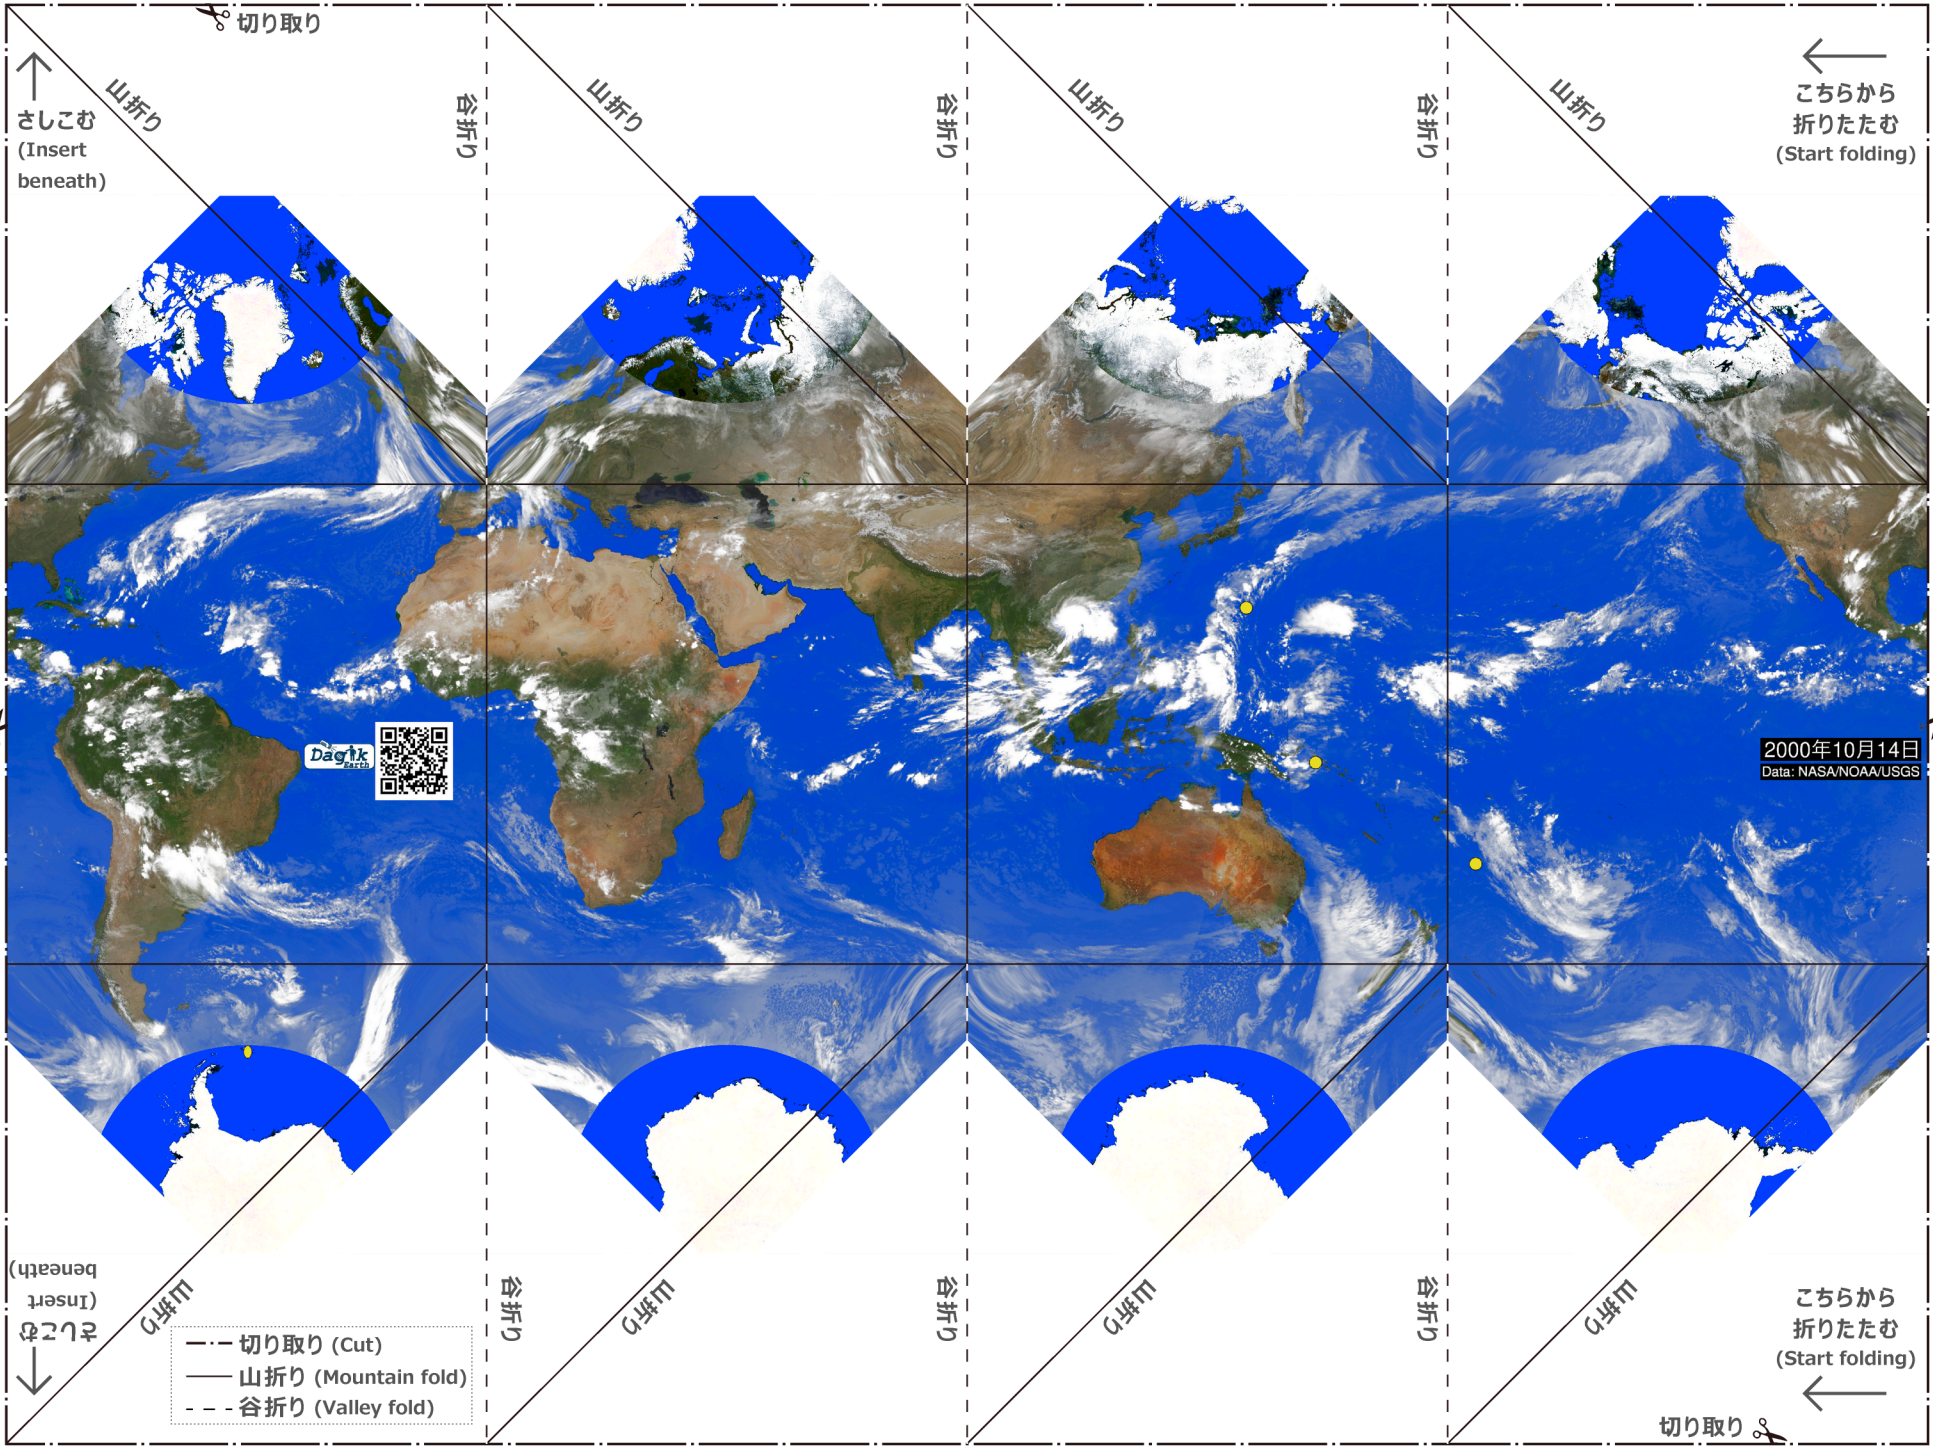 切り取り
さしこむ
(Insert
beneath)
山折り
谷折り
山折り
谷折り
山折り
谷折り
山折り
こちらから
折りたたむ
(Start folding)
Dagik
Earth
2000年10月14日
Data: NASA/NOAA/USGS
さしこむ
(Insert
beneath)
山折り
谷折り
山折り
谷折り
山折り
谷折り
山折り
こちらから
折りたたむ
(Start folding)
切り取り (Cut)
山折り (Mountain fold)
谷折り (Valley fold)
切り取り